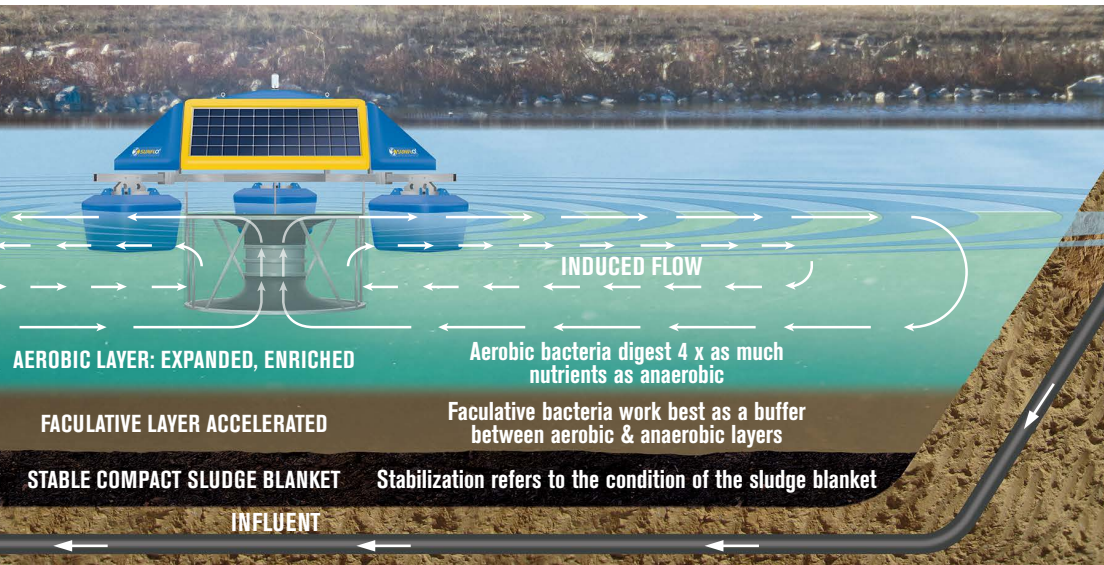 SUNFLO
SUNFLO
INDUCED FLOW
AEROBIC LAYER: EXPANDED, ENRICHED
Aerobic bacteria digest 4 x as much
nutrients as anaerobic
FACULATIVE LAYER ACCELERATED
Faculative bacteria work best as a buffer
between aerobic & anaerobic layers
STABLE COMPACT SLUDGE BLANKET
Stabilization refers to the condition of the sludge blanket
INFLUENT